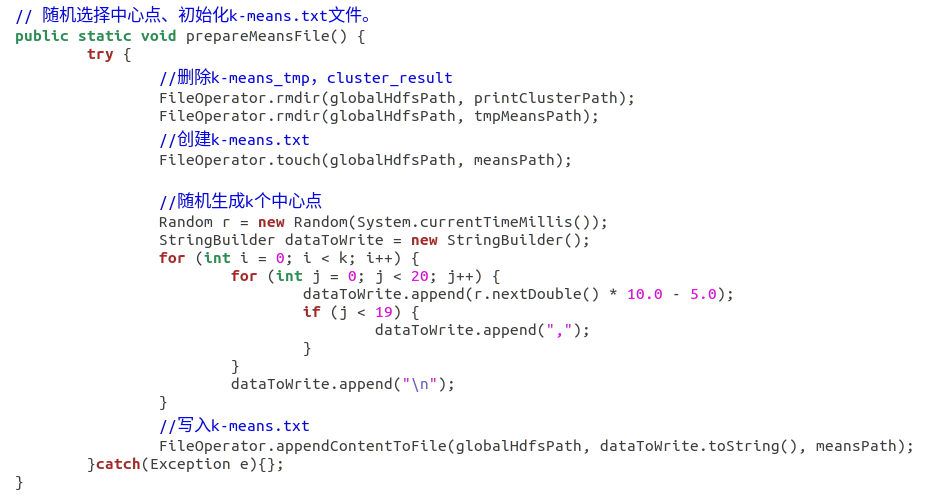 // 随机选择中心点、初始化k-means.txt文件。
public static void prepareMeansFile() {
        try {
                //删除k-means_tmp，cluster_result
                FileOperator.rmdir(globalHdfsPath, printClusterPath);
                FileOperator.rmdir(globalHdfsPath, tmpMeansPath);
                //创建k-means.txt
                FileOperator.touch(globalHdfsPath, meansPath);

                //随机生成k个中心点
                Random r = new Random(System.currentTimeMillis());
                StringBuilder dataToWrite = new StringBuilder();
                for (int i = 0; i < k; i++) {
                        for (int j = 0; j < 20; j++) {
                                dataToWrite.append(r.nextDouble() * 10.0 - 5.0);
                                if (j < 19) {
                                        dataToWrite.append(",");
                                }
                        }
                        dataToWrite.append("\n");
                }
                //写入k-means.txt
                FileOperator.appendContentToFile(globalHdfsPath, dataToWrite.toString(), meansPath);
        }catch(Exception e){};
}